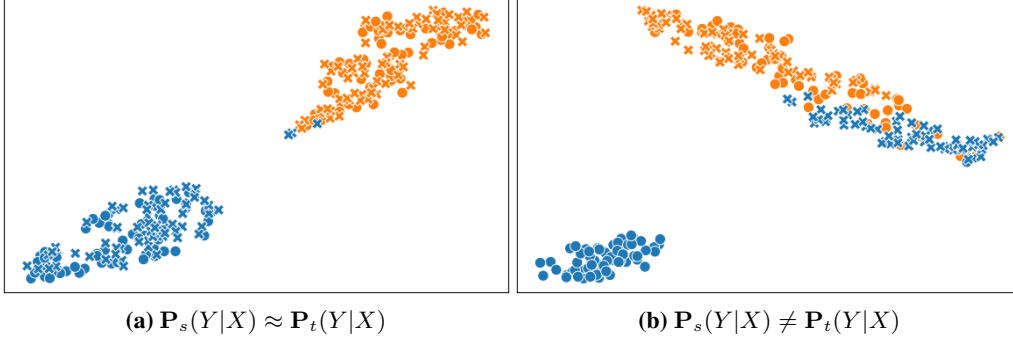 (a) P_s(Y|X) ≈ P_t(Y|X)
(b) P_s(Y|X) ≠ P_t(Y|X)